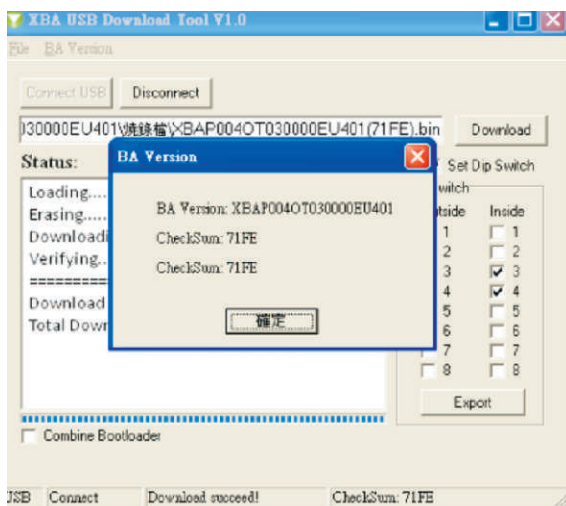 XBA USB Download Tool V1.0
File BA Version
Connect USB Disconnect
030000EU401\燒錄檔\XBAP004OT030000EU401(71FE).bin Download
Status:
Set Dip Switch
Loading....
Erasing.....
Downloadi
Verifying..
==========
Download
Total Down
BA Version
BA Version: XBAP004OT030000EU401
CheckSum: 71FE
CheckSum: 71FE
確定
witch
tside Inside
1 1
2 2
3 3
4 4
5 5
6 6
7 7
8 8
Export
Combine Bootloader
USB Connect Download succeed! CheckSum: 71FE